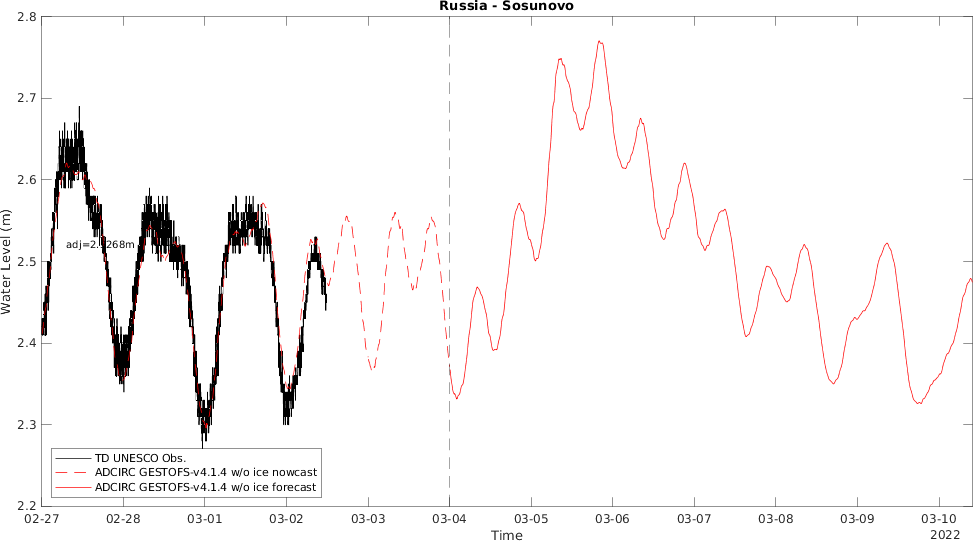 Russia - Sosunovo
2.8
2.7
2.6
2.5
2.4
2.3
2.2
Water Level (m)
TD UNESCO Obs.
ADCIRC GESTOFS-v4.1.4 w/o ice nowcast
ADCIRC GESTOFS-v4.1.4 w/o ice forecast
02-27 02-28 03-01 03-02 03-03 03-04 03-05 03-06 03-07 03-08 03-09 03-10
Time
2022